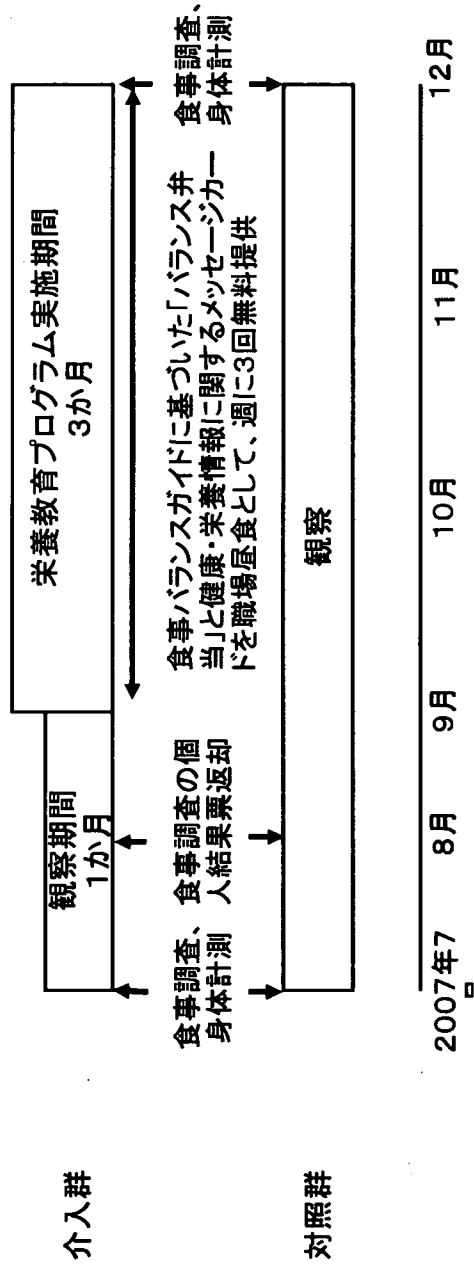 介入群
観察期間
1か月
栄養教育プログラム実施期間
3か月
食事調査、
身体計測
食事調査の個
人結果票返却
食事バランスガイドに基づいた「バランス弁
当」と健康・栄養情報に関するメッセージカー
ドを職場昼食として、週に3回無料提供
食事調査、
身体計測
対照群
観察
2007年7
8月
9月
10月
11月
12月